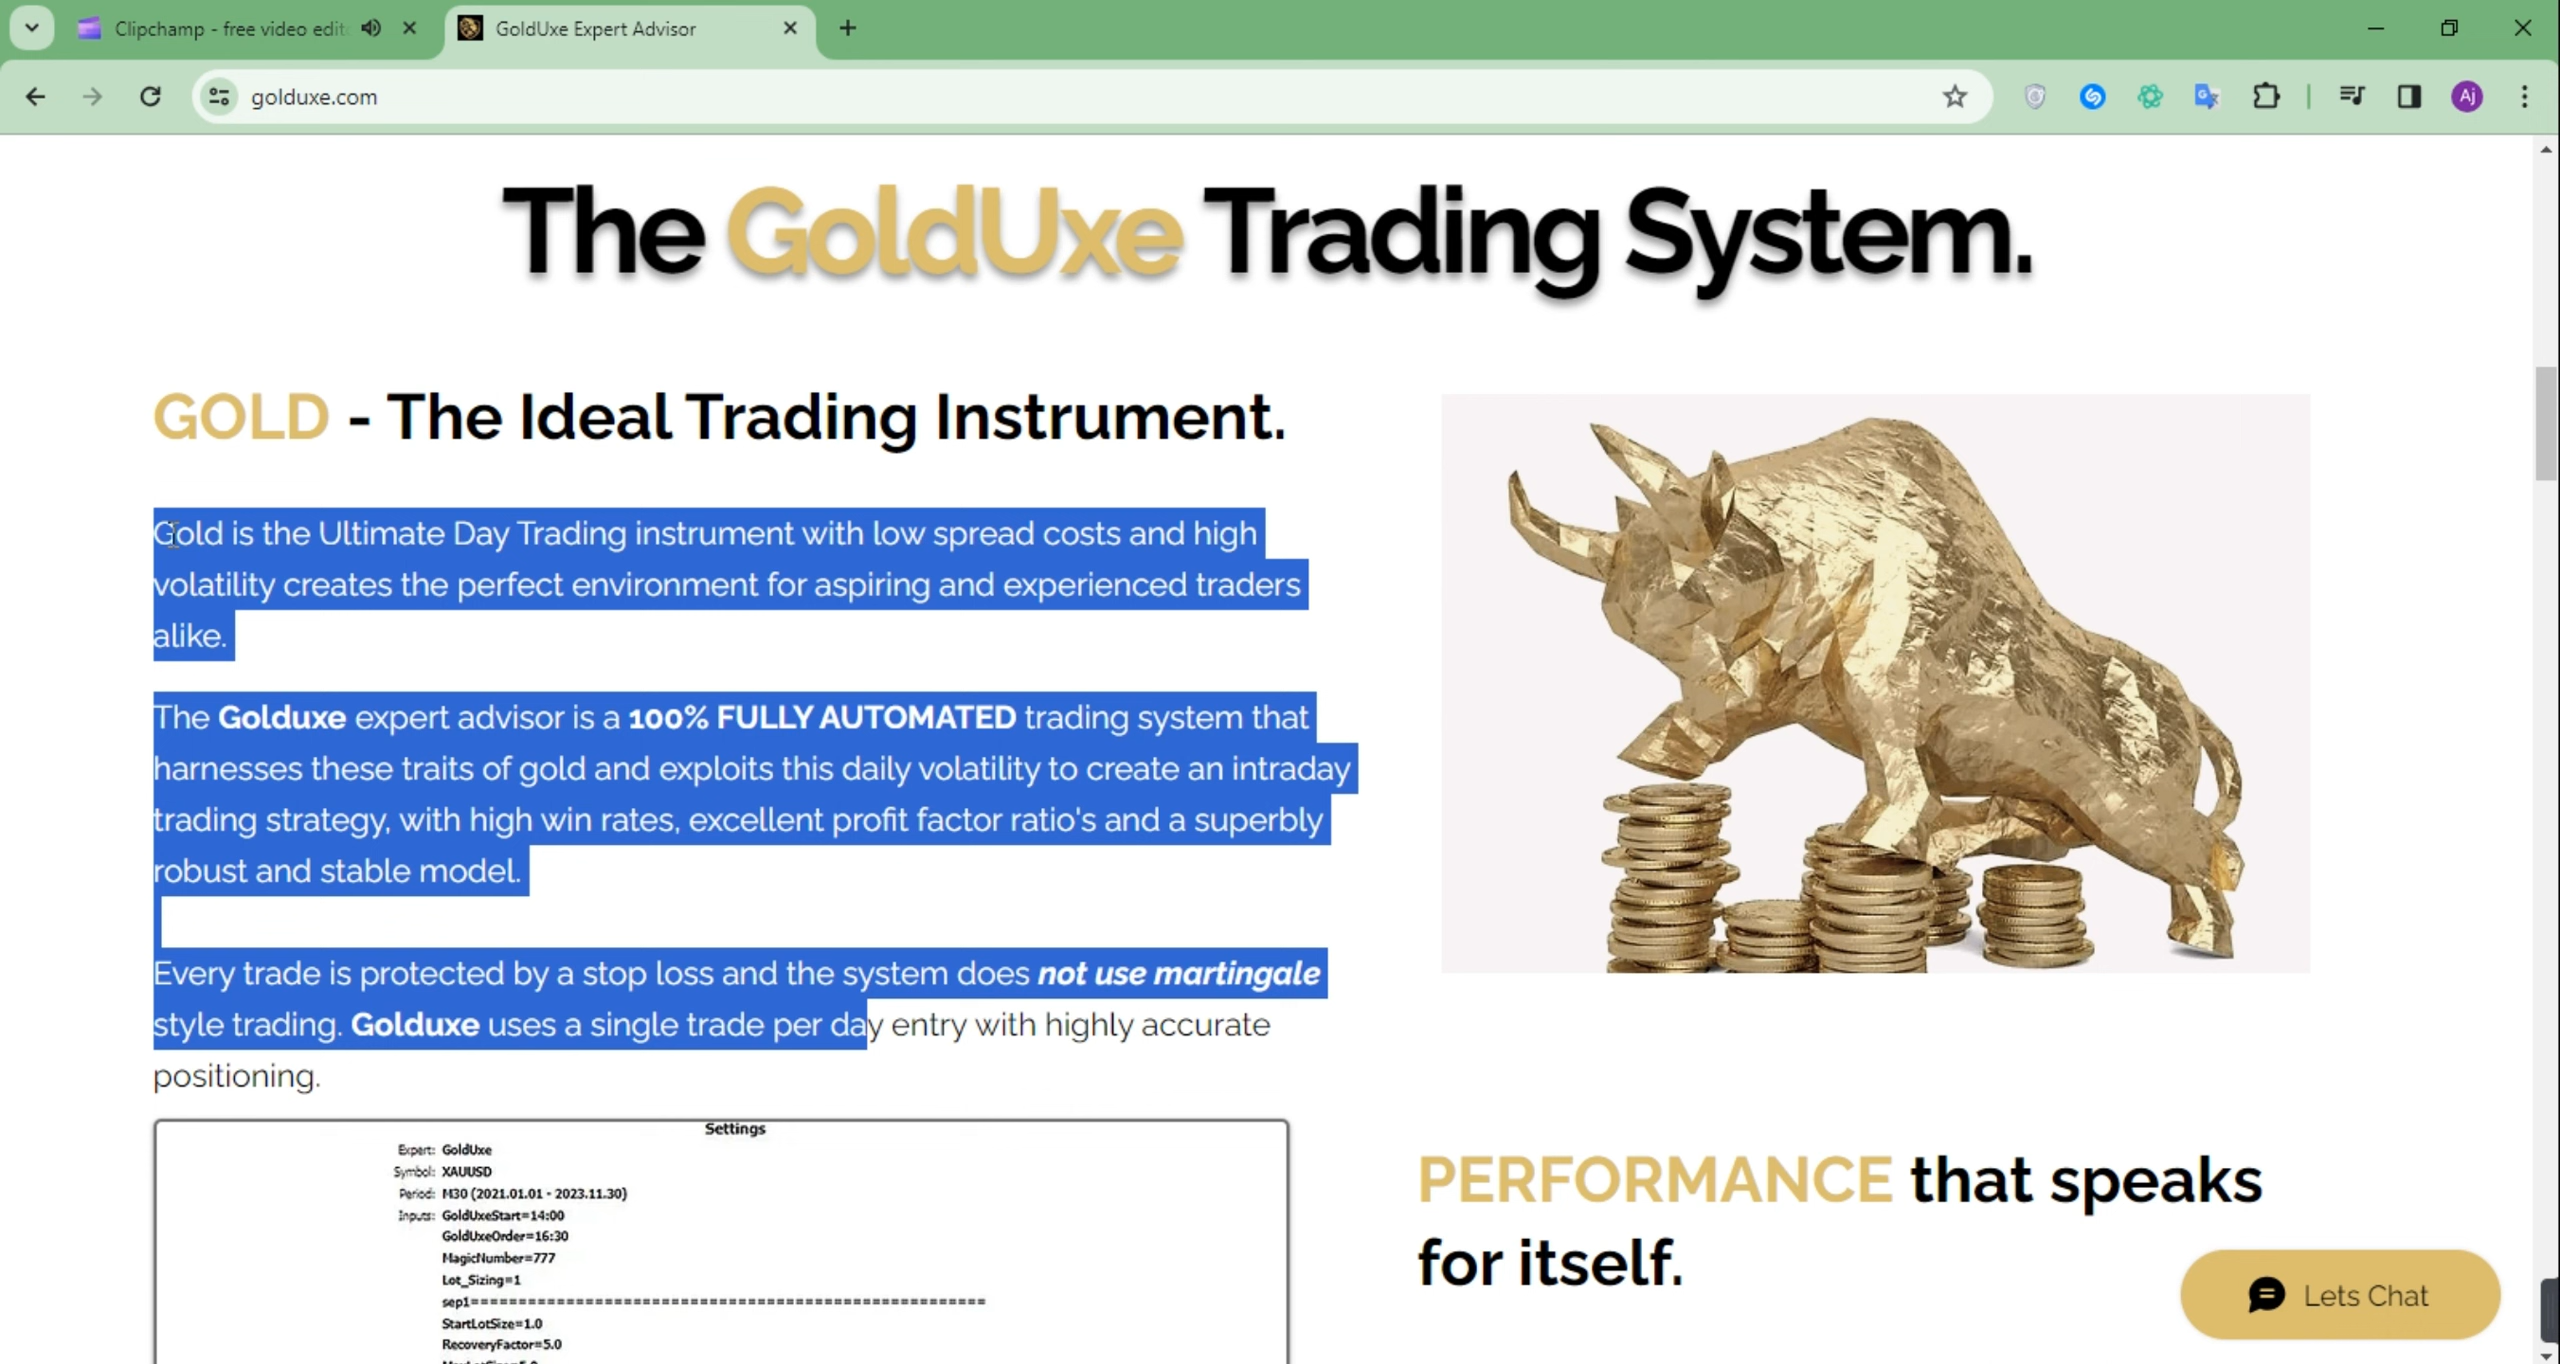 Clipchamp - free video edit
GoldUxe Expert Advisor
golduxe.com
Aj
The GoldUxe Trading System.
GOLD - The Ideal Trading Instrument.
Gold is the Ultimate Day Trading instrument with low spread costs and high
volatility creates the perfect environment for aspiring and experienced traders
alike.
The Golduxe expert advisor is a 100% FULLY AUTOMATED trading system that
harnesses these traits of gold and exploits this daily volatility to create an intraday
trading strategy, with high win rates, excellent profit factor ratio's and a superbly
robust and stable model.
Every trade is protected by a stop loss and the system does not use martingale
style trading. Golduxe uses a single trade per day entry with highly accurate
positioning.
Settings
Expert: GoldUxe
Symbol: XAUUSD
Period: M30 (2021.01.01 - 2023.11.30)
Inputs: GoldUxeStart=14:00
GoldUxeOrder=16:30
MagicNumber=777
Lot_Sizing=1
sep1======================================================
StartLotSize=1.0
RecoveryFactor=5.0
PERFORMANCE that speaks
for itself.
Lets Chat